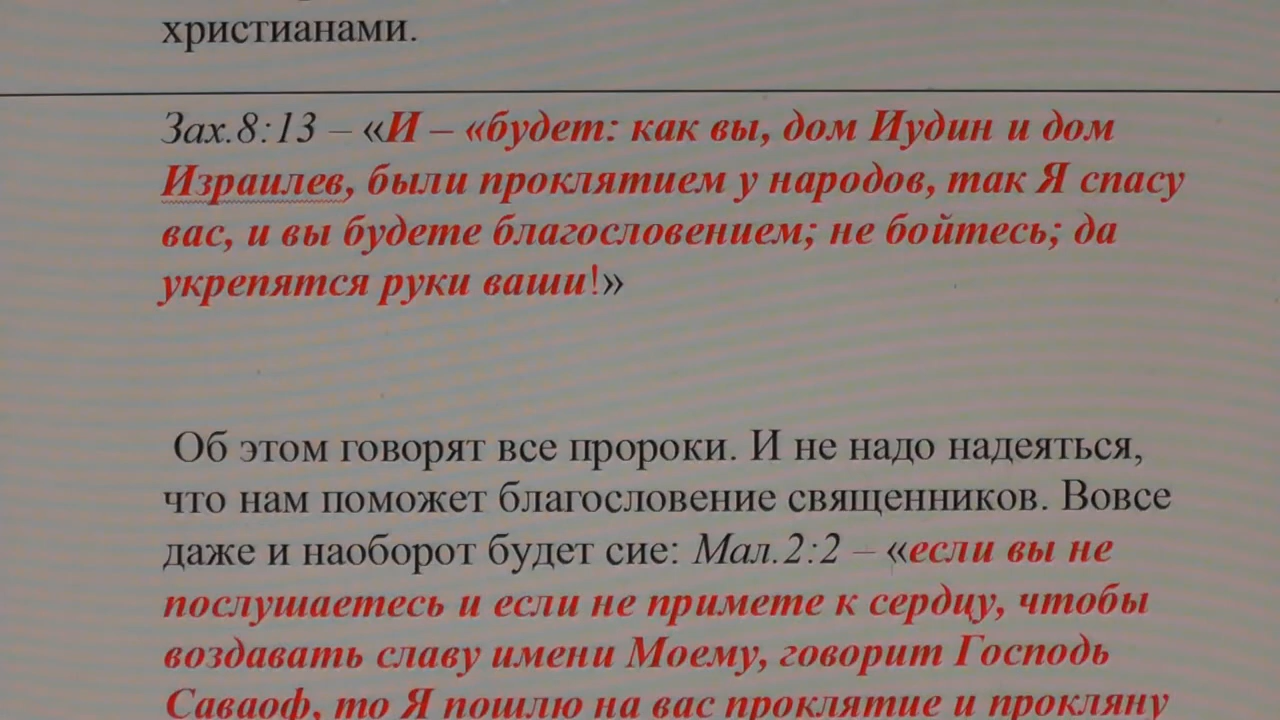 христианами.
Зах.8:13 – «И – «будет: как вы, дом Иудин и дом
Израилев, были проклятием у народов, так Я спасу
вас, и вы будете благословением; не бойтесь; да
укрепятся руки ваши!»
Об этом говорят все пророки. И не надо надеяться,
что нам поможет благословение священников. Вовсе
даже и наоборот будет сие: Мал.2:2 – «если вы не
послушаетесь и если не примете к сердцу, чтобы
воздавать славу имени Моему, говорит Господь
Саваоф, то Я пошлю на вас проклятие и прокляну